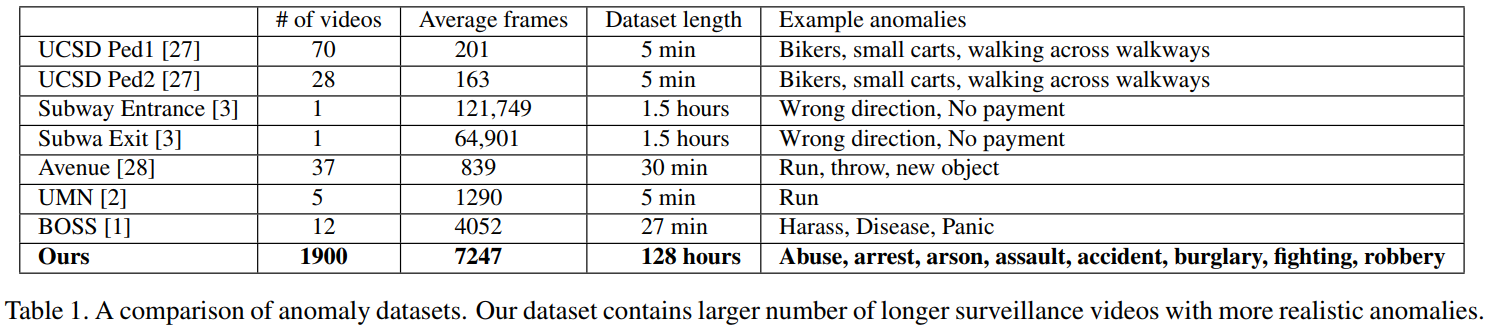 # of videos Average frames Dataset length Example anomalies
UCSD Ped1 [27] 70 201 5 min Bikers, small carts, walking across walkways
UCSD Ped2 [27] 28 163 5 min Bikers, small carts, walking across walkways
Subway Entrance [3] 1 121,749 1.5 hours Wrong direction, No payment
Subwa Exit [3] 1 64,901 1.5 hours Wrong direction, No payment
Avenue [28] 37 839 30 min Run, throw, new object
UMN [2] 5 1290 5 min Run
BOSS [1] 12 4052 27 min Harass, Disease, Panic
Ours 1900 7247 128 hours Abuse, arrest, arson, assault, accident, burglary, fighting, robbery
Table 1. A comparison of anomaly datasets. Our dataset contains larger number of longer surveillance videos with more realistic anomalies.